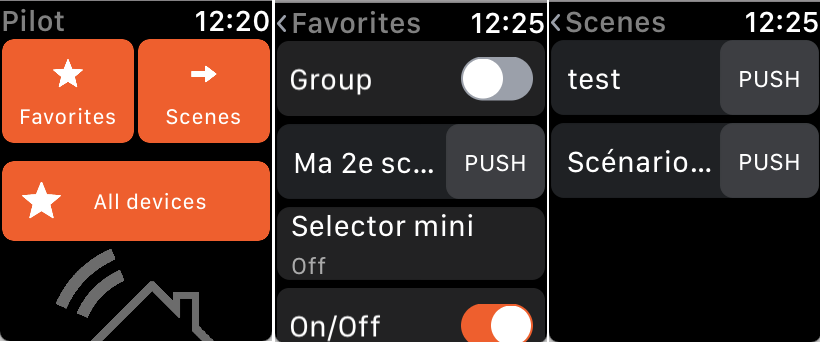 Pilot 12:20
Favorites
Scenes
All devices
Favorites 12:25
Group
Ma 2e sc... PUSH
Selector mini
Off
On/Off
Scenes 12:25
test PUSH
Scénario... PUSH